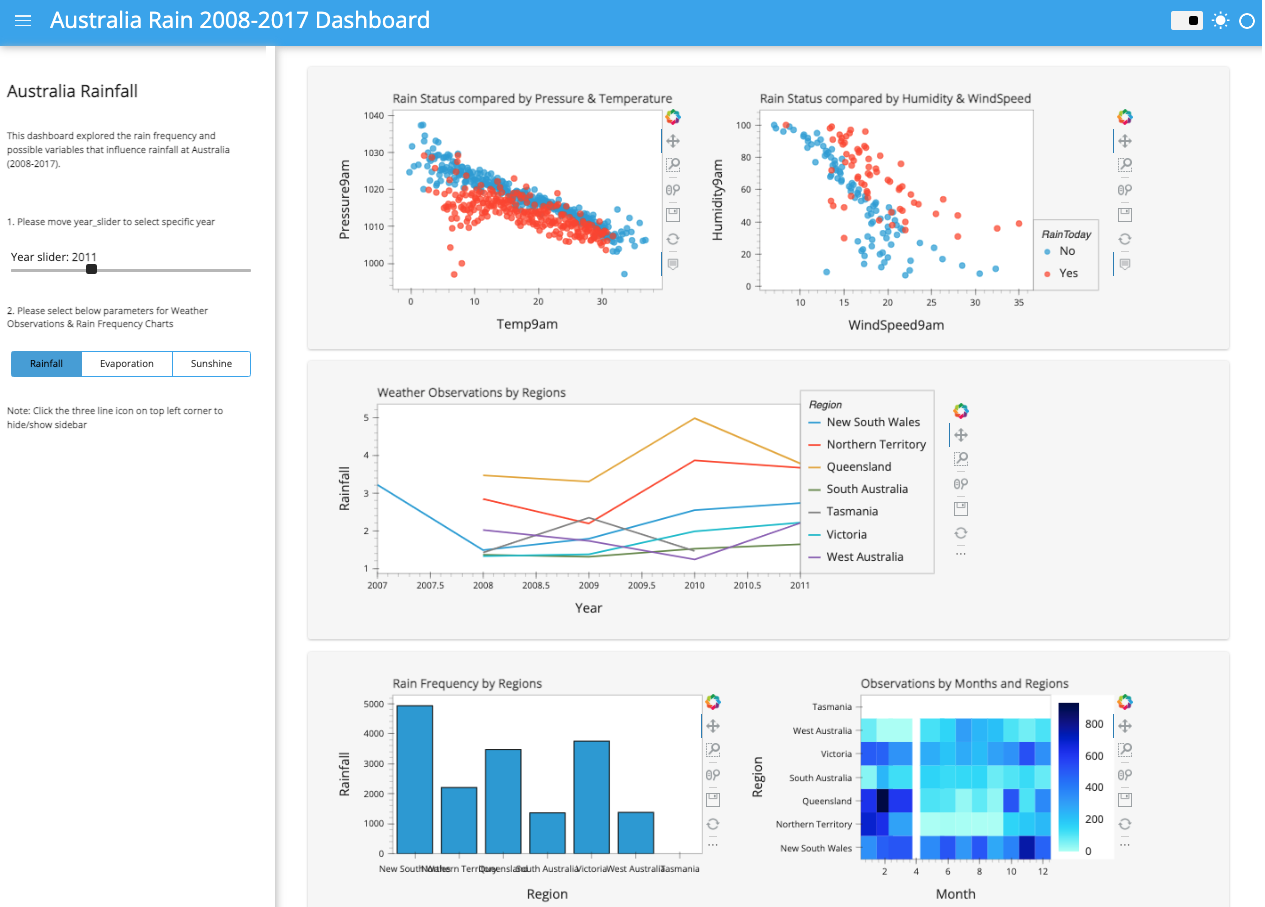 Australia Rain 2008-2017 Dashboard
Australia Rainfall
This dashboard explored the rain frequency and
possible variables that influence rainfall at Australia
(2008-2017).
1. Please move year_slider to select specific year
Year slider: 2011
2. Please select below parameters for Weather
Observations & Rain Frequency Charts
Rainfall Evaporation Sunshine
Note: Click the three line icon on top left corner to
hide/show sidebar
Rain Status compared by Pressure & Temperature
Pressure9am
1040
1030
1020
1010
1000
0 10 20 30
Temp9am
Rain Status compared by Humidity & WindSpeed
Humidity9am
100
80
60
40
20
0
10 15 20 25 30 35
WindSpeed9am
RainToday
No
Yes
Weather Observations by Regions
Rainfall
5
4
3
2
1
2007 2007.5 2008 2008.5 2009 2009.5 2010 2010.5 2011
Year
Region
New South Wales
Northern Territory
Queensland
South Australia
Tasmania
Victoria
West Australia
Rain Frequency by Regions
Rainfall
5000
4000
3000
2000
1000
0
New South Wales Northern Territory Queensland South Australia Victoria West Australia Tasmania
Region
Observations by Months and Regions
Region
Tasmania
West Australia
Victoria
South Australia
Queensland
Northern Territory
New South Wales
2 4 6 8 10 12
Month
800
600
400
200
0